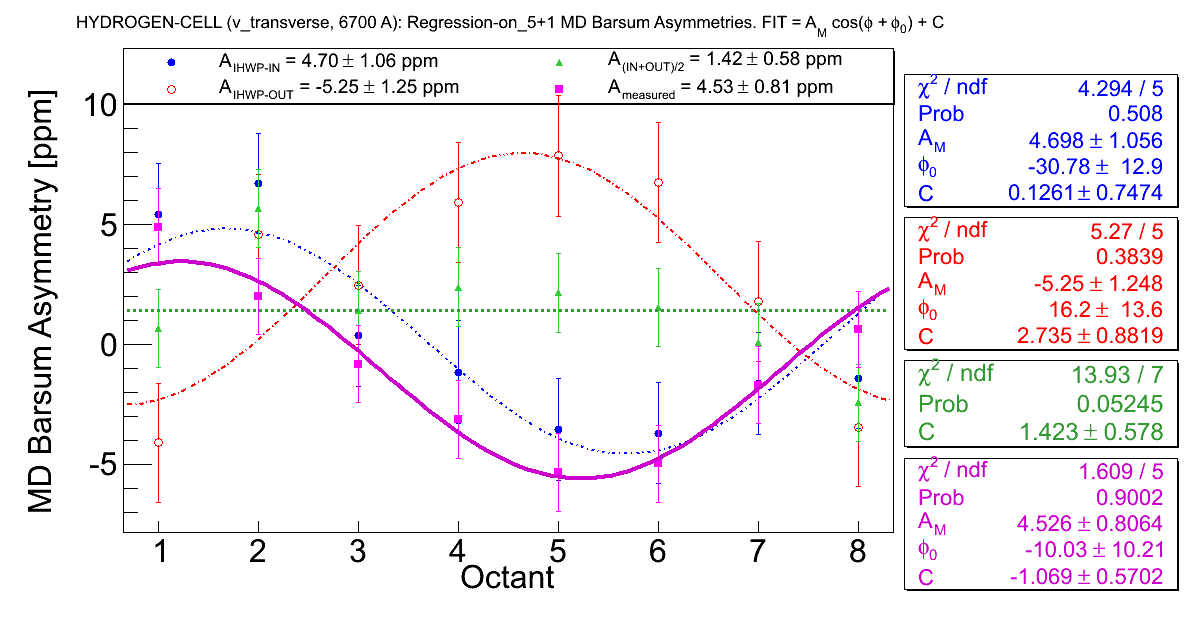 HYDROGEN-CELL (v_transverse, 6700 A): Regression-on_5+1 MD Barsum Asymmetries. FIT = A_M cos(ϕ + ϕ_0) + C
A_IHWP-IN = 4.70 ± 1.06 ppm
A_(IN+OUT)/2 = 1.42 ± 0.58 ppm
A_IHWP-OUT = -5.25 ± 1.25 ppm
A_measured = 4.53 ± 0.81 ppm
MD Barsum Asymmetry [ppm]
10
5
0
-5
1 2 3 4 5 6 7 8
Octant
χ² / ndf 4.294 / 5
Prob 0.508
A_M 4.698 ± 1.056
ϕ_0 -30.78 ± 12.9
C 0.1261 ± 0.7474
χ² / ndf 5.27 / 5
Prob 0.3839
A_M -5.25 ± 1.248
ϕ_0 16.2 ± 13.6
C 2.735 ± 0.8819
χ² / ndf 13.93 / 7
Prob 0.05245
C 1.423 ± 0.578
χ² / ndf 1.609 / 5
Prob 0.9002
A_M 4.526 ± 0.8064
ϕ_0 -10.03 ± 10.21
C -1.069 ± 0.5702